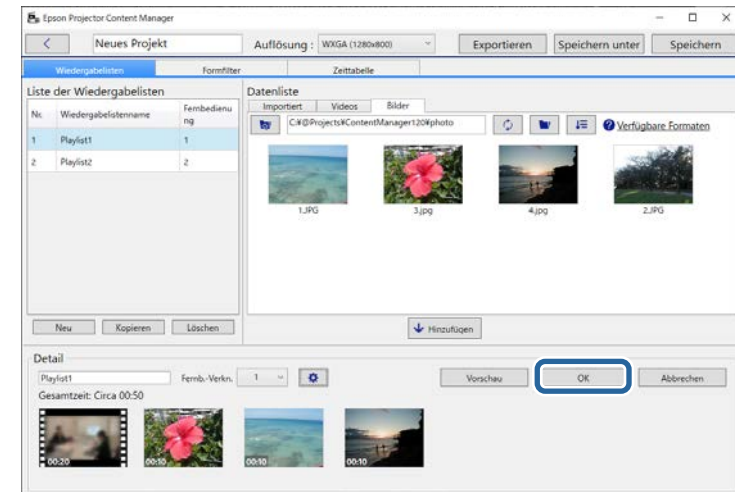 Epson Projector Content Manager
Neues Projekt Auflösung : WXGA (1280x800) Exportieren Speichern unter Speichern
Wiedergabelisten Formfilter Zeittabelle
Liste der Wiedergabelisten Datenliste
Importiert Videos Bilder
Nr. Wiedergabelistenname Fernbedienu
ng
C:¥@Projects¥ContentManager120¥photo Verfügbare Formaten
1 Playlist1 1
2 Playlist2 2
1.JPG 3.jpg 4.jpg 2.JPG
Neu Kopieren Löschen Hinzufügen
Detail
Playlist1 Fernb.-Verkn. 1 Vorschau OK Abbrechen
Gesamtzeit: Circa 00:50
00:20 00:10 00:10 00:10